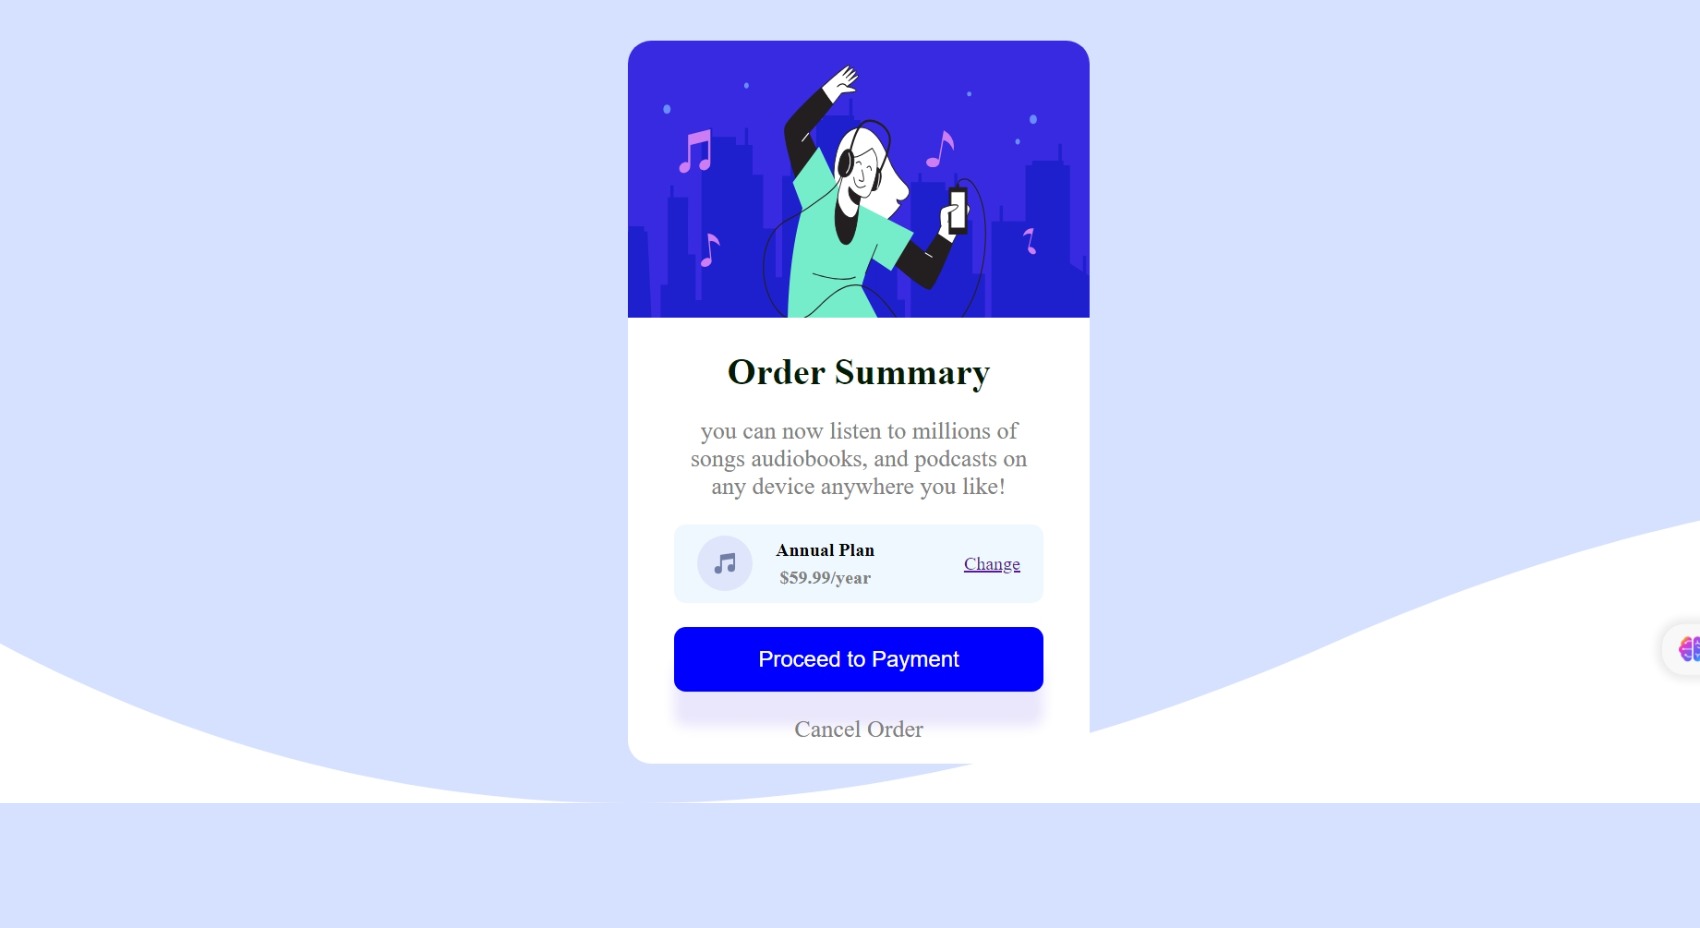 Order Summary
you can now listen to millions of
songs audiobooks, and podcasts on
any device anywhere you like!
Annual Plan
$59.99/year
Change
Proceed to Payment
Cancel Order